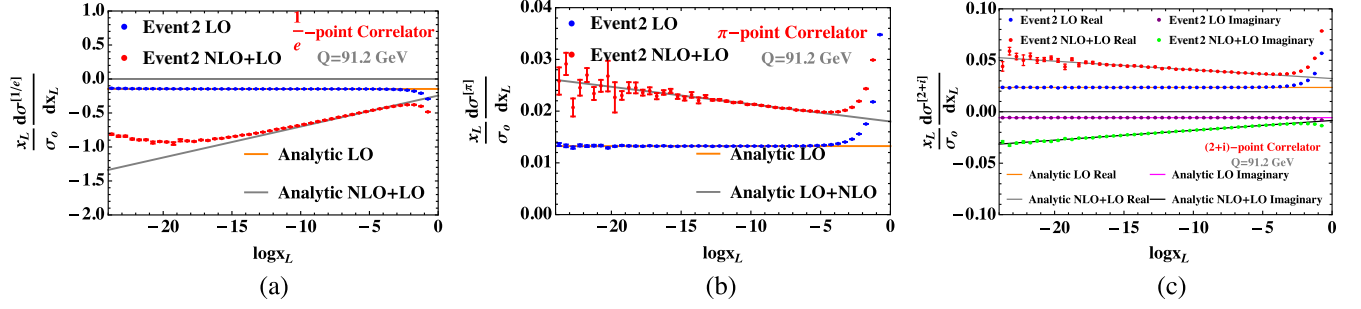 1.0
0.5
0.0
−0.5
−1.0
−1.5
−2.0
Event2 LO
Event2 NLO+LO
1/e-point Correlator
Q=91.2 GeV
Analytic LO
Analytic NLO+LO
−20 −15 −10 −5 0
logx_L
x_L/σ_o dσ^[1/e]/dx_L
(a)
0.04
0.03
0.02
0.01
0.00
Event2 LO
Event2 NLO+LO
π-point Correlator
Q=91.2 GeV
Analytic LO
Analytic LO+NLO
−20 −15 −10 −5 0
logx_L
x_L/σ_o dσ^[π]/dx_L
(b)
0.10
0.05
0.00
−0.05
−0.10
Event2 LO Real Event2 LO Imaginary
Event2 NLO+LO Real Event2 NLO+LO Imaginary
(2+i)-point Correlator
Q=91.2 GeV
Analytic LO Real Analytic LO Imaginary
Analytic NLO+LO Real Analytic NLO+LO Imaginary
−20 −15 −10 −5 0
logx_L
x_L/σ_o dσ^[2+i]/dx_L
(c)